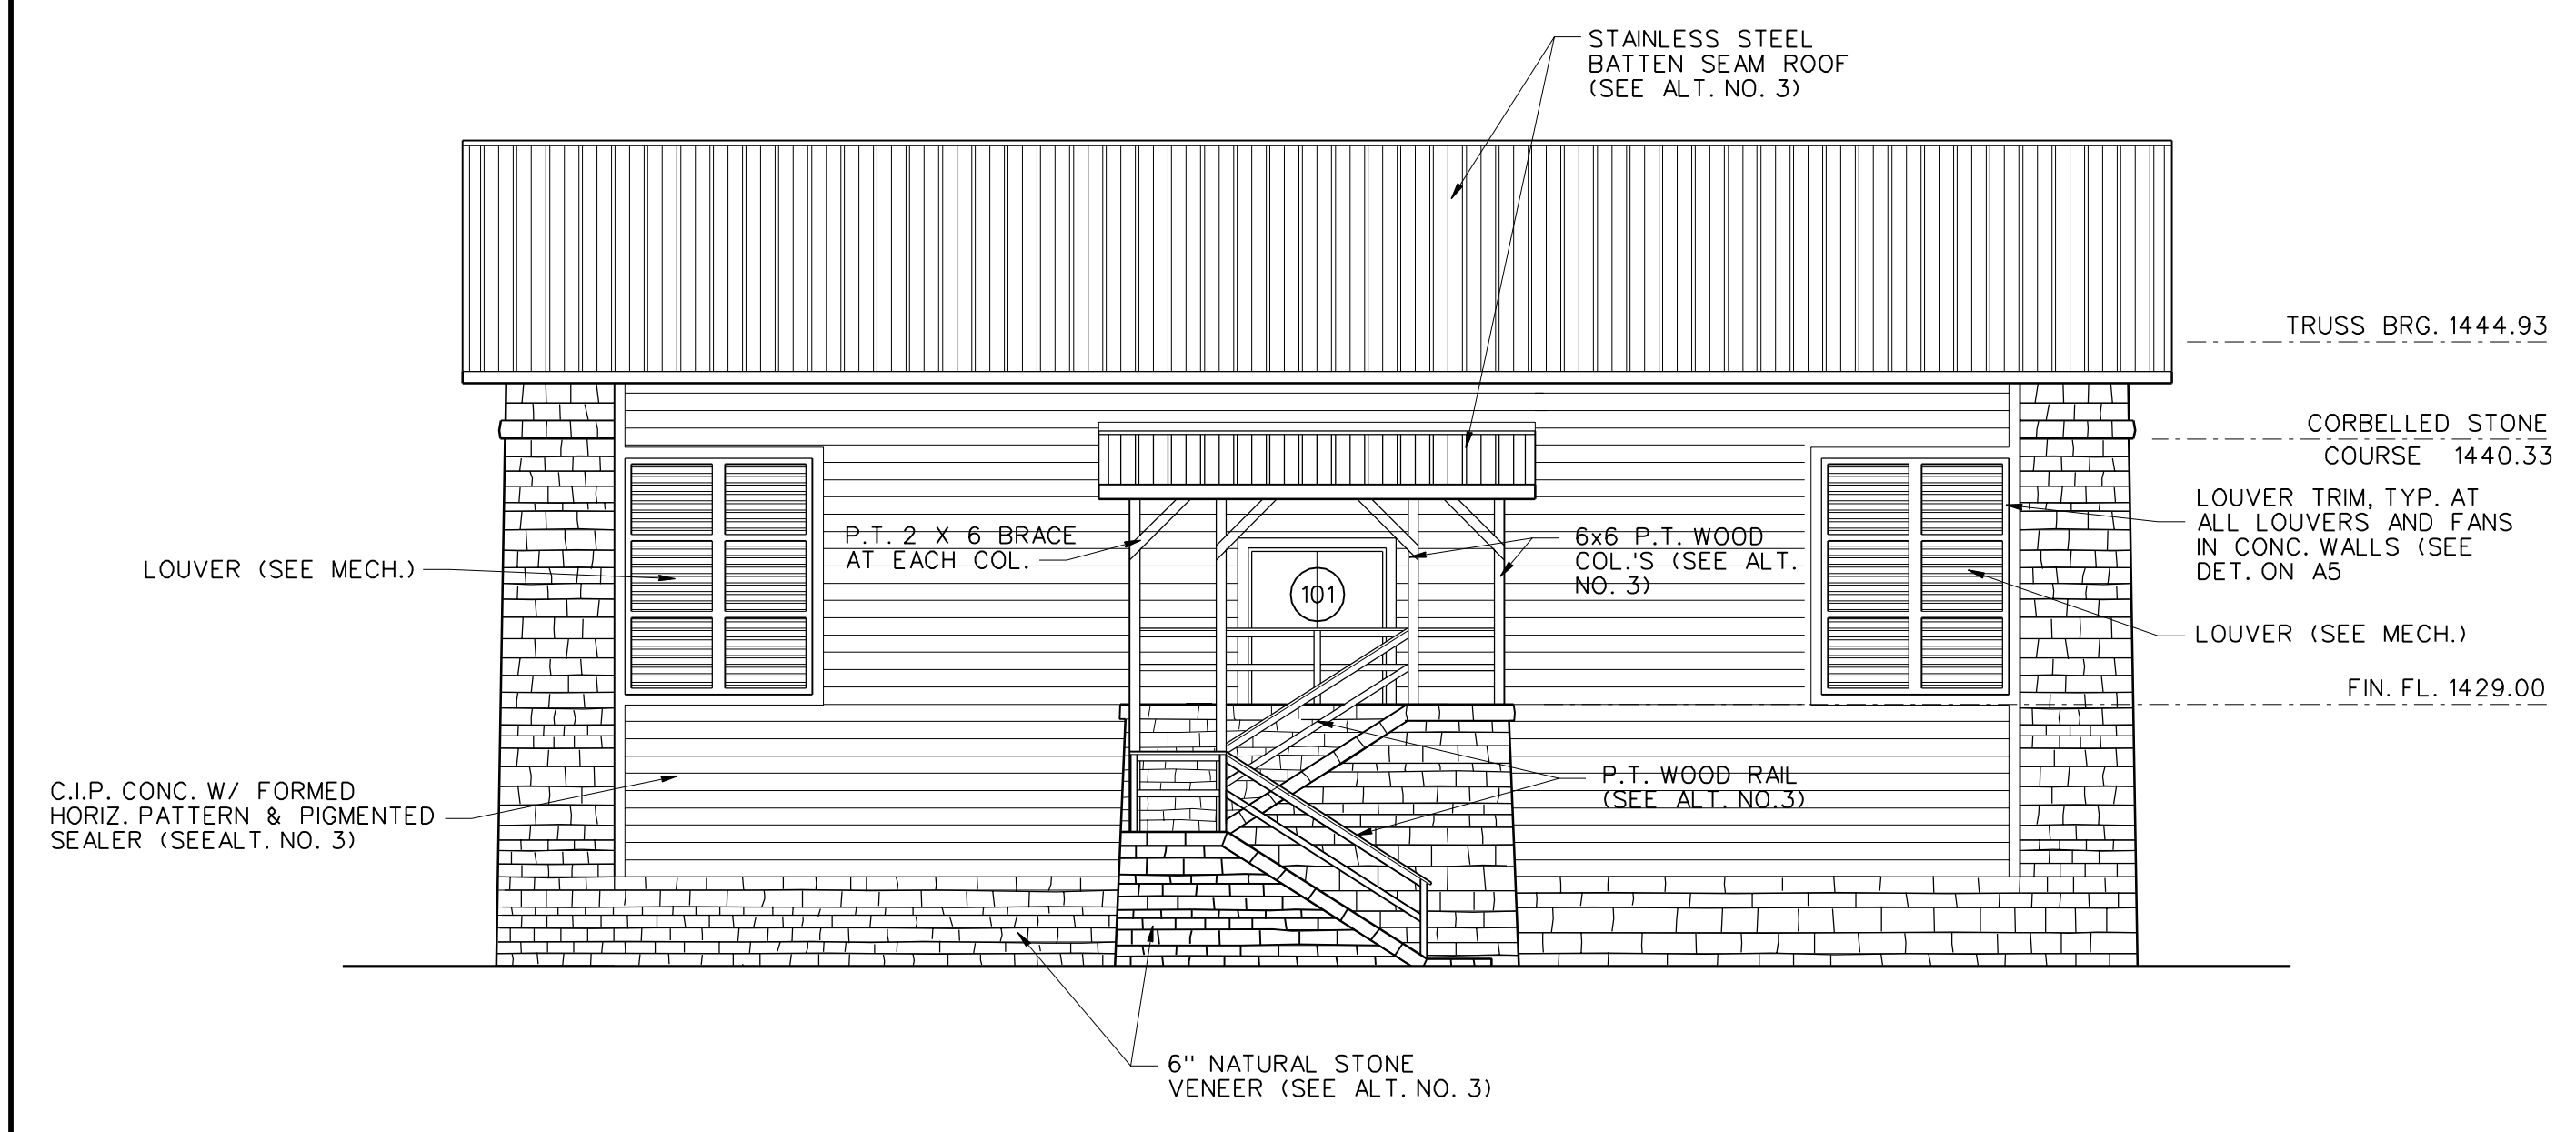 STAINLESS STEEL
BATTEN SEAM ROOF
(SEE ALT. NO. 3)
TRUSS BRG. 1444.93
CORBELLED STONE
COURSE 1440.33
LOUVER TRIM, TYP. AT
ALL LOUVERS AND FANS
IN CONC. WALLS (SEE
DET. ON A5
P.T. 2 X 6 BRACE
AT EACH COL.
6x6 P.T. WOOD
COL.'S (SEE ALT.
NO. 3)
LOUVER (SEE MECH.)
101
LOUVER (SEE MECH.)
FIN. FL. 1429.00
C.I.P. CONC. W/ FORMED
HORIZ. PATTERN & PIGMENTED
SEALER (SEEALT. NO. 3)
P.T. WOOD RAIL
(SEE ALT. NO.3)
6" NATURAL STONE
VENEER (SEE ALT. NO. 3)